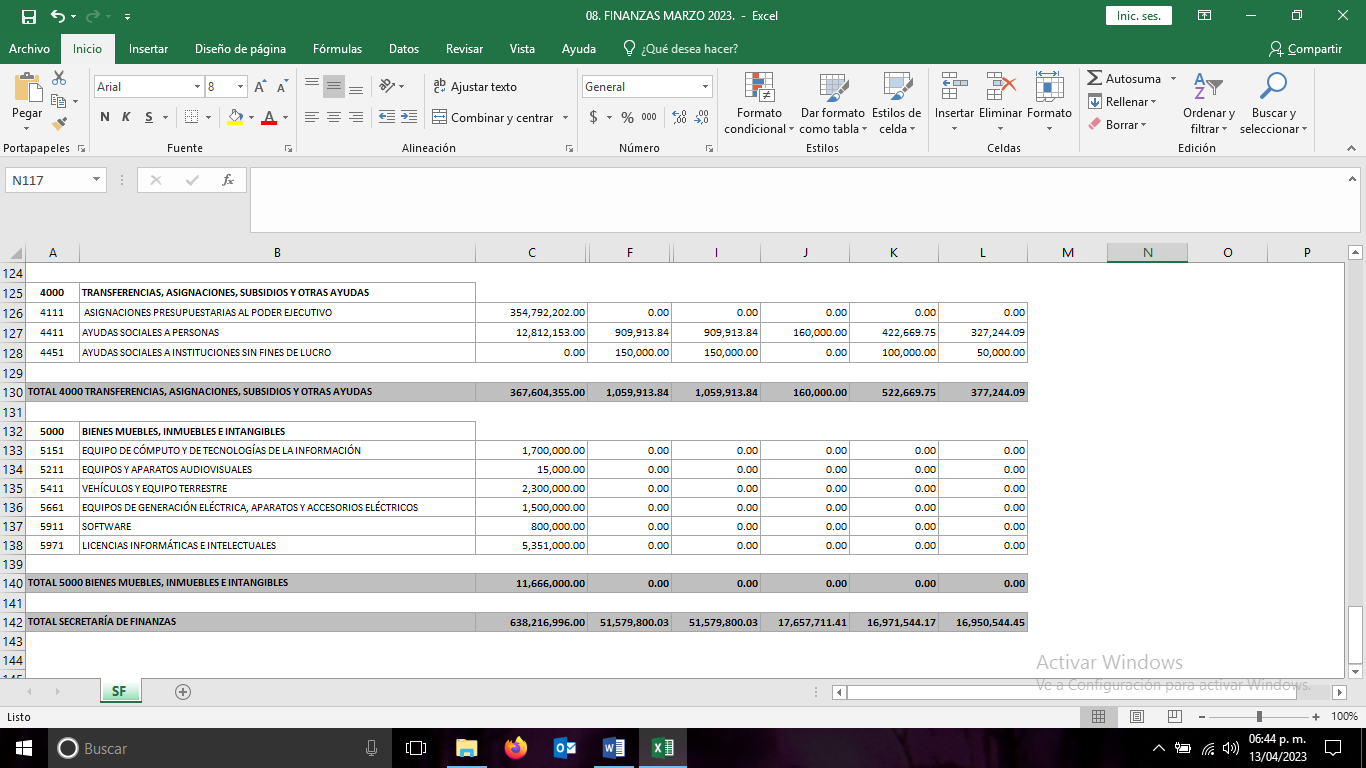 08. FINANZAS MARZO 2023. - Excel
Inic. ses.
Archivo Inicio Insertar Diseño de página Fórmulas Datos Revisar Vista Ayuda ¿Qué desea hacer? Compartir
Pegar
Portapapeles
Arial 8
N K S
Fuente
Ajustar texto
Combinar y centrar
Alineación
General
$ % 000
Número
Formato condicional
Dar formato como tabla
Estilos de celda
Estilos
Insertar Eliminar Formato
Celdas
Autosuma
Rellenar
Borrar
Ordenar y filtrar
Buscar y seleccionar
Edición
N117 fx
A B C F I J K L M N O P
124
125 4000 TRANSFERENCIAS, ASIGNACIONES, SUBSIDIOS Y OTRAS AYUDAS
126 4111 ASIGNACIONES PRESUPUESTARIAS AL PODER EJECUTIVO 354,792,202.00 0.00 0.00 0.00 0.00 0.00
127 4411 AYUDAS SOCIALES A PERSONAS 12,812,153.00 909,913.84 909,913.84 160,000.00 422,669.75 327,244.09
128 4451 AYUDAS SOCIALES A INSTITUCIONES SIN FINES DE LUCRO 0.00 150,000.00 150,000.00 0.00 100,000.00 50,000.00
129
130 TOTAL 4000 TRANSFERENCIAS, ASIGNACIONES, SUBSIDIOS Y OTRAS AYUDAS 367,604,355.00 1,059,913.84 1,059,913.84 160,000.00 522,669.75 377,244.09
131
132 5000 BIENES MUEBLES, INMUEBLES E INTANGIBLES
133 5151 EQUIPO DE CÓMPUTO Y DE TECNOLOGÍAS DE LA INFORMACIÓN 1,700,000.00 0.00 0.00 0.00 0.00 0.00
134 5211 EQUIPOS Y APARATOS AUDIOVISUALES 15,000.00 0.00 0.00 0.00 0.00 0.00
135 5411 VEHÍCULOS Y EQUIPO TERRESTRE 2,300,000.00 0.00 0.00 0.00 0.00 0.00
136 5661 EQUIPOS DE GENERACIÓN ELÉCTRICA, APARATOS Y ACCESORIOS ELÉCTRICOS 1,500,000.00 0.00 0.00 0.00 0.00 0.00
137 5911 SOFTWARE 800,000.00 0.00 0.00 0.00 0.00 0.00
138 5971 LICENCIAS INFORMÁTICAS E INTELECTUALES 5,351,000.00 0.00 0.00 0.00 0.00 0.00
139
140 TOTAL 5000 BIENES MUEBLES, INMUEBLES E INTANGIBLES 11,666,000.00 0.00 0.00 0.00 0.00 0.00
141
142 TOTAL SECRETARÍA DE FINANZAS 638,216,996.00 51,579,800.03 51,579,800.03 17,657,711.41 16,971,544.17 16,950,544.45
143
144
Activar Windows
Ve a Configuración para activar Windows.
SF
Listo 100%
Buscar
06:44 p. m.
13/04/2023